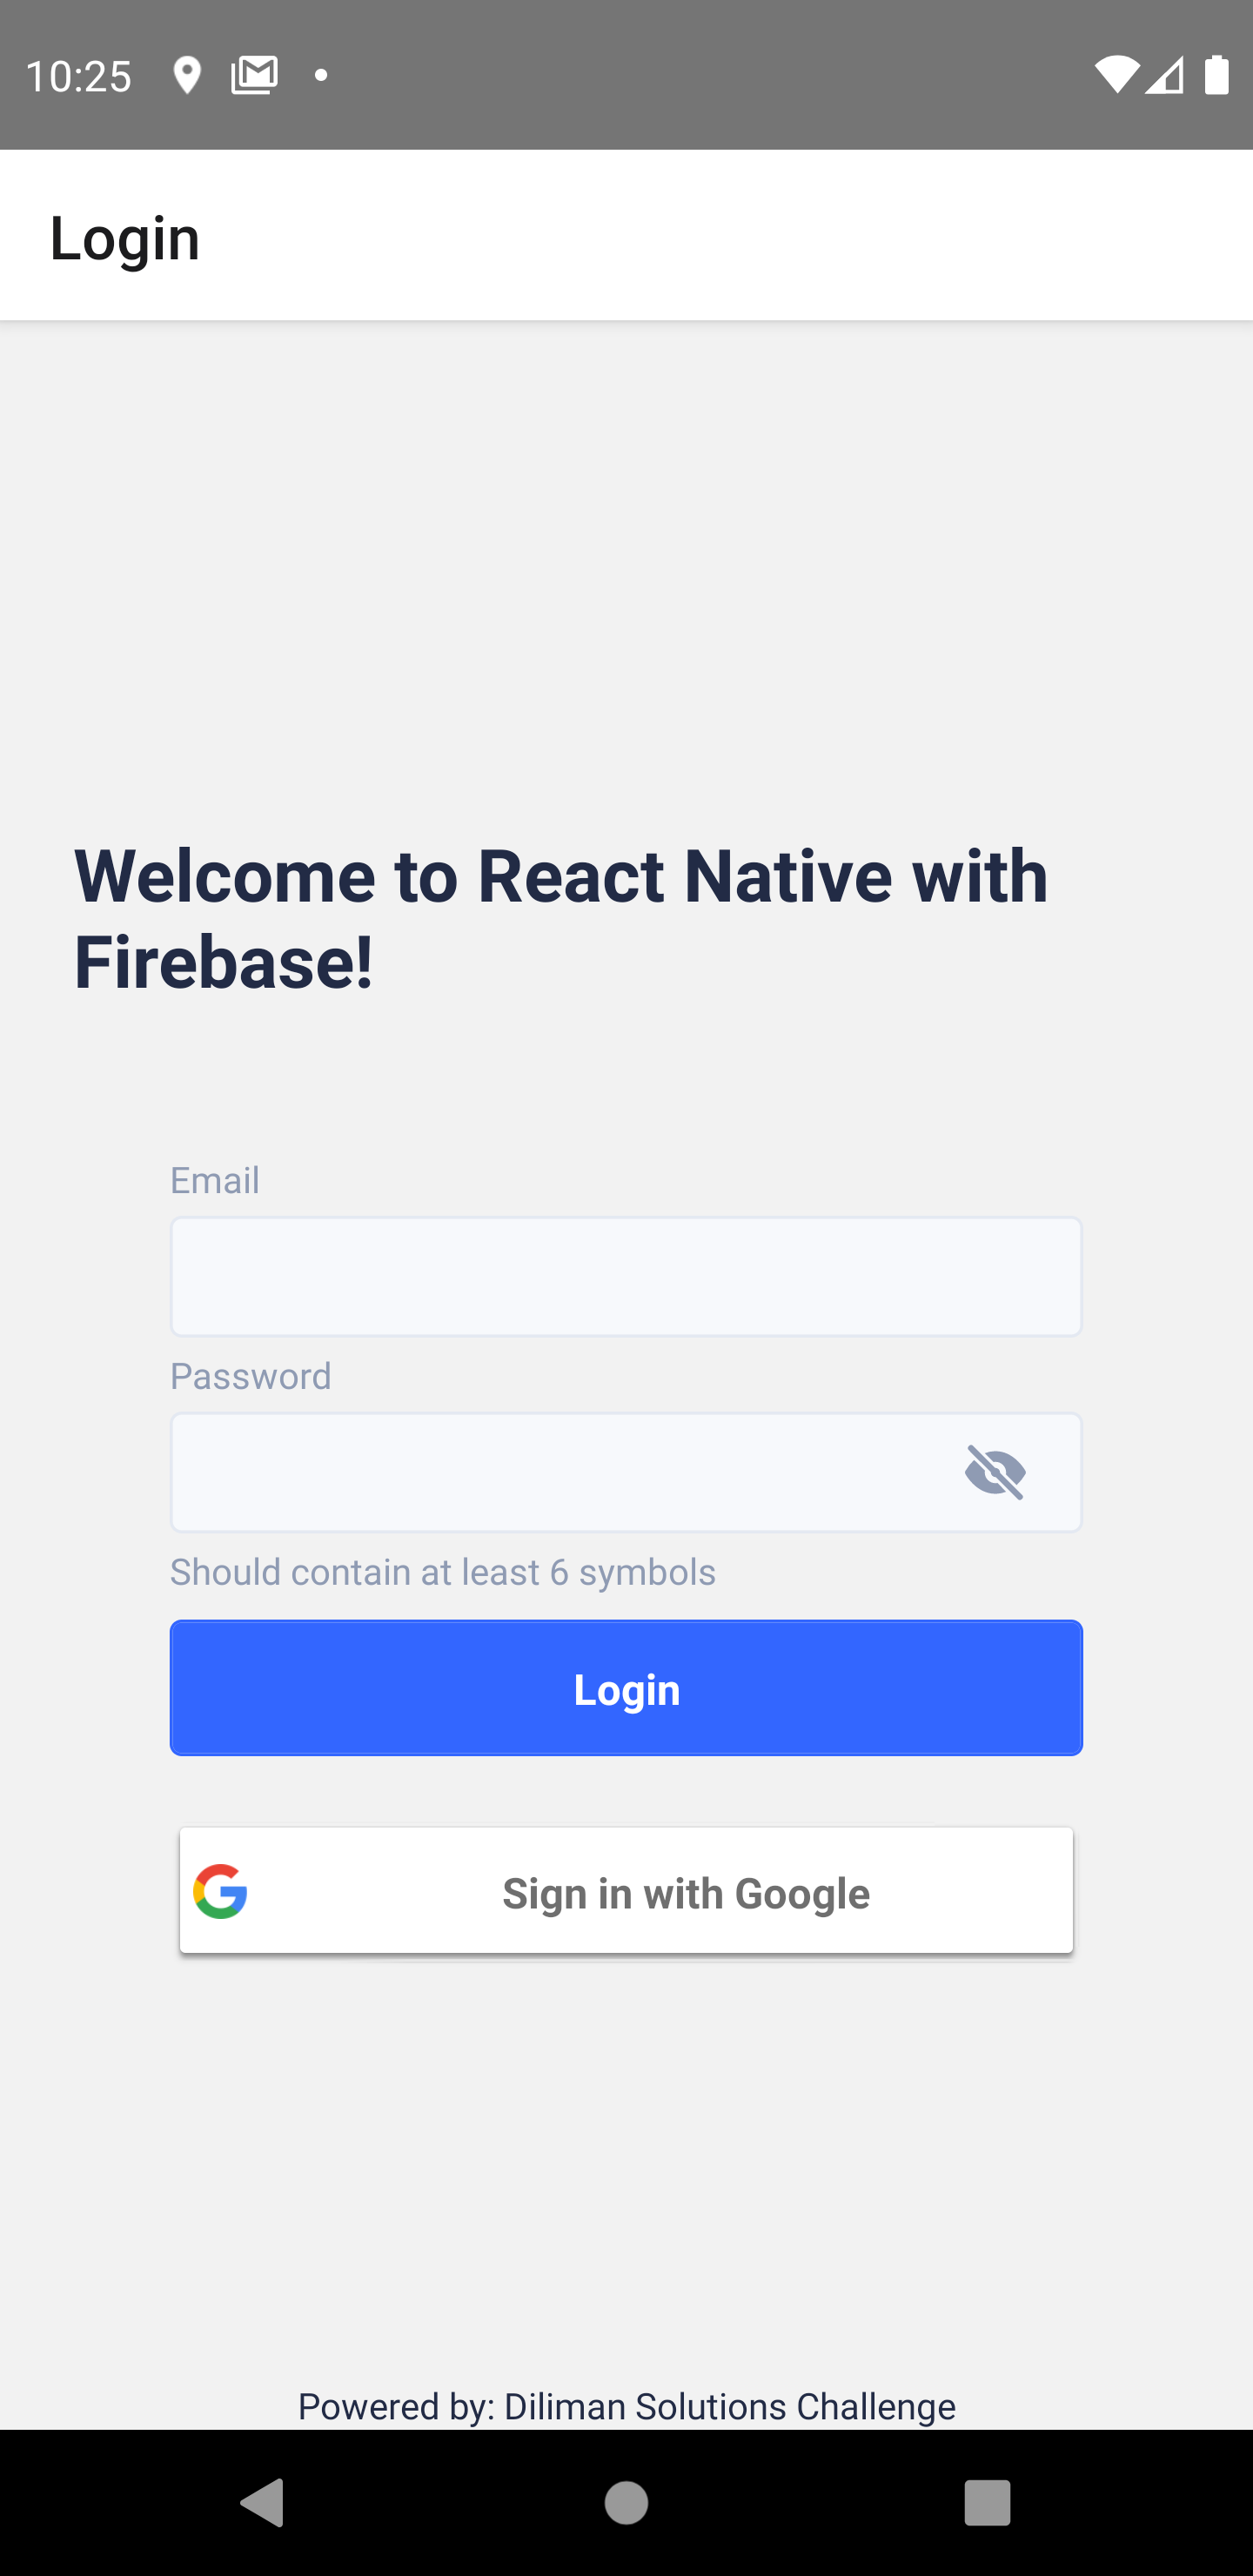 10:25
Login
Welcome to React Native with
Firebase!
Email
Password
Should contain at least 6 symbols
Login
Sign in with Google
Powered by: Diliman Solutions Challenge